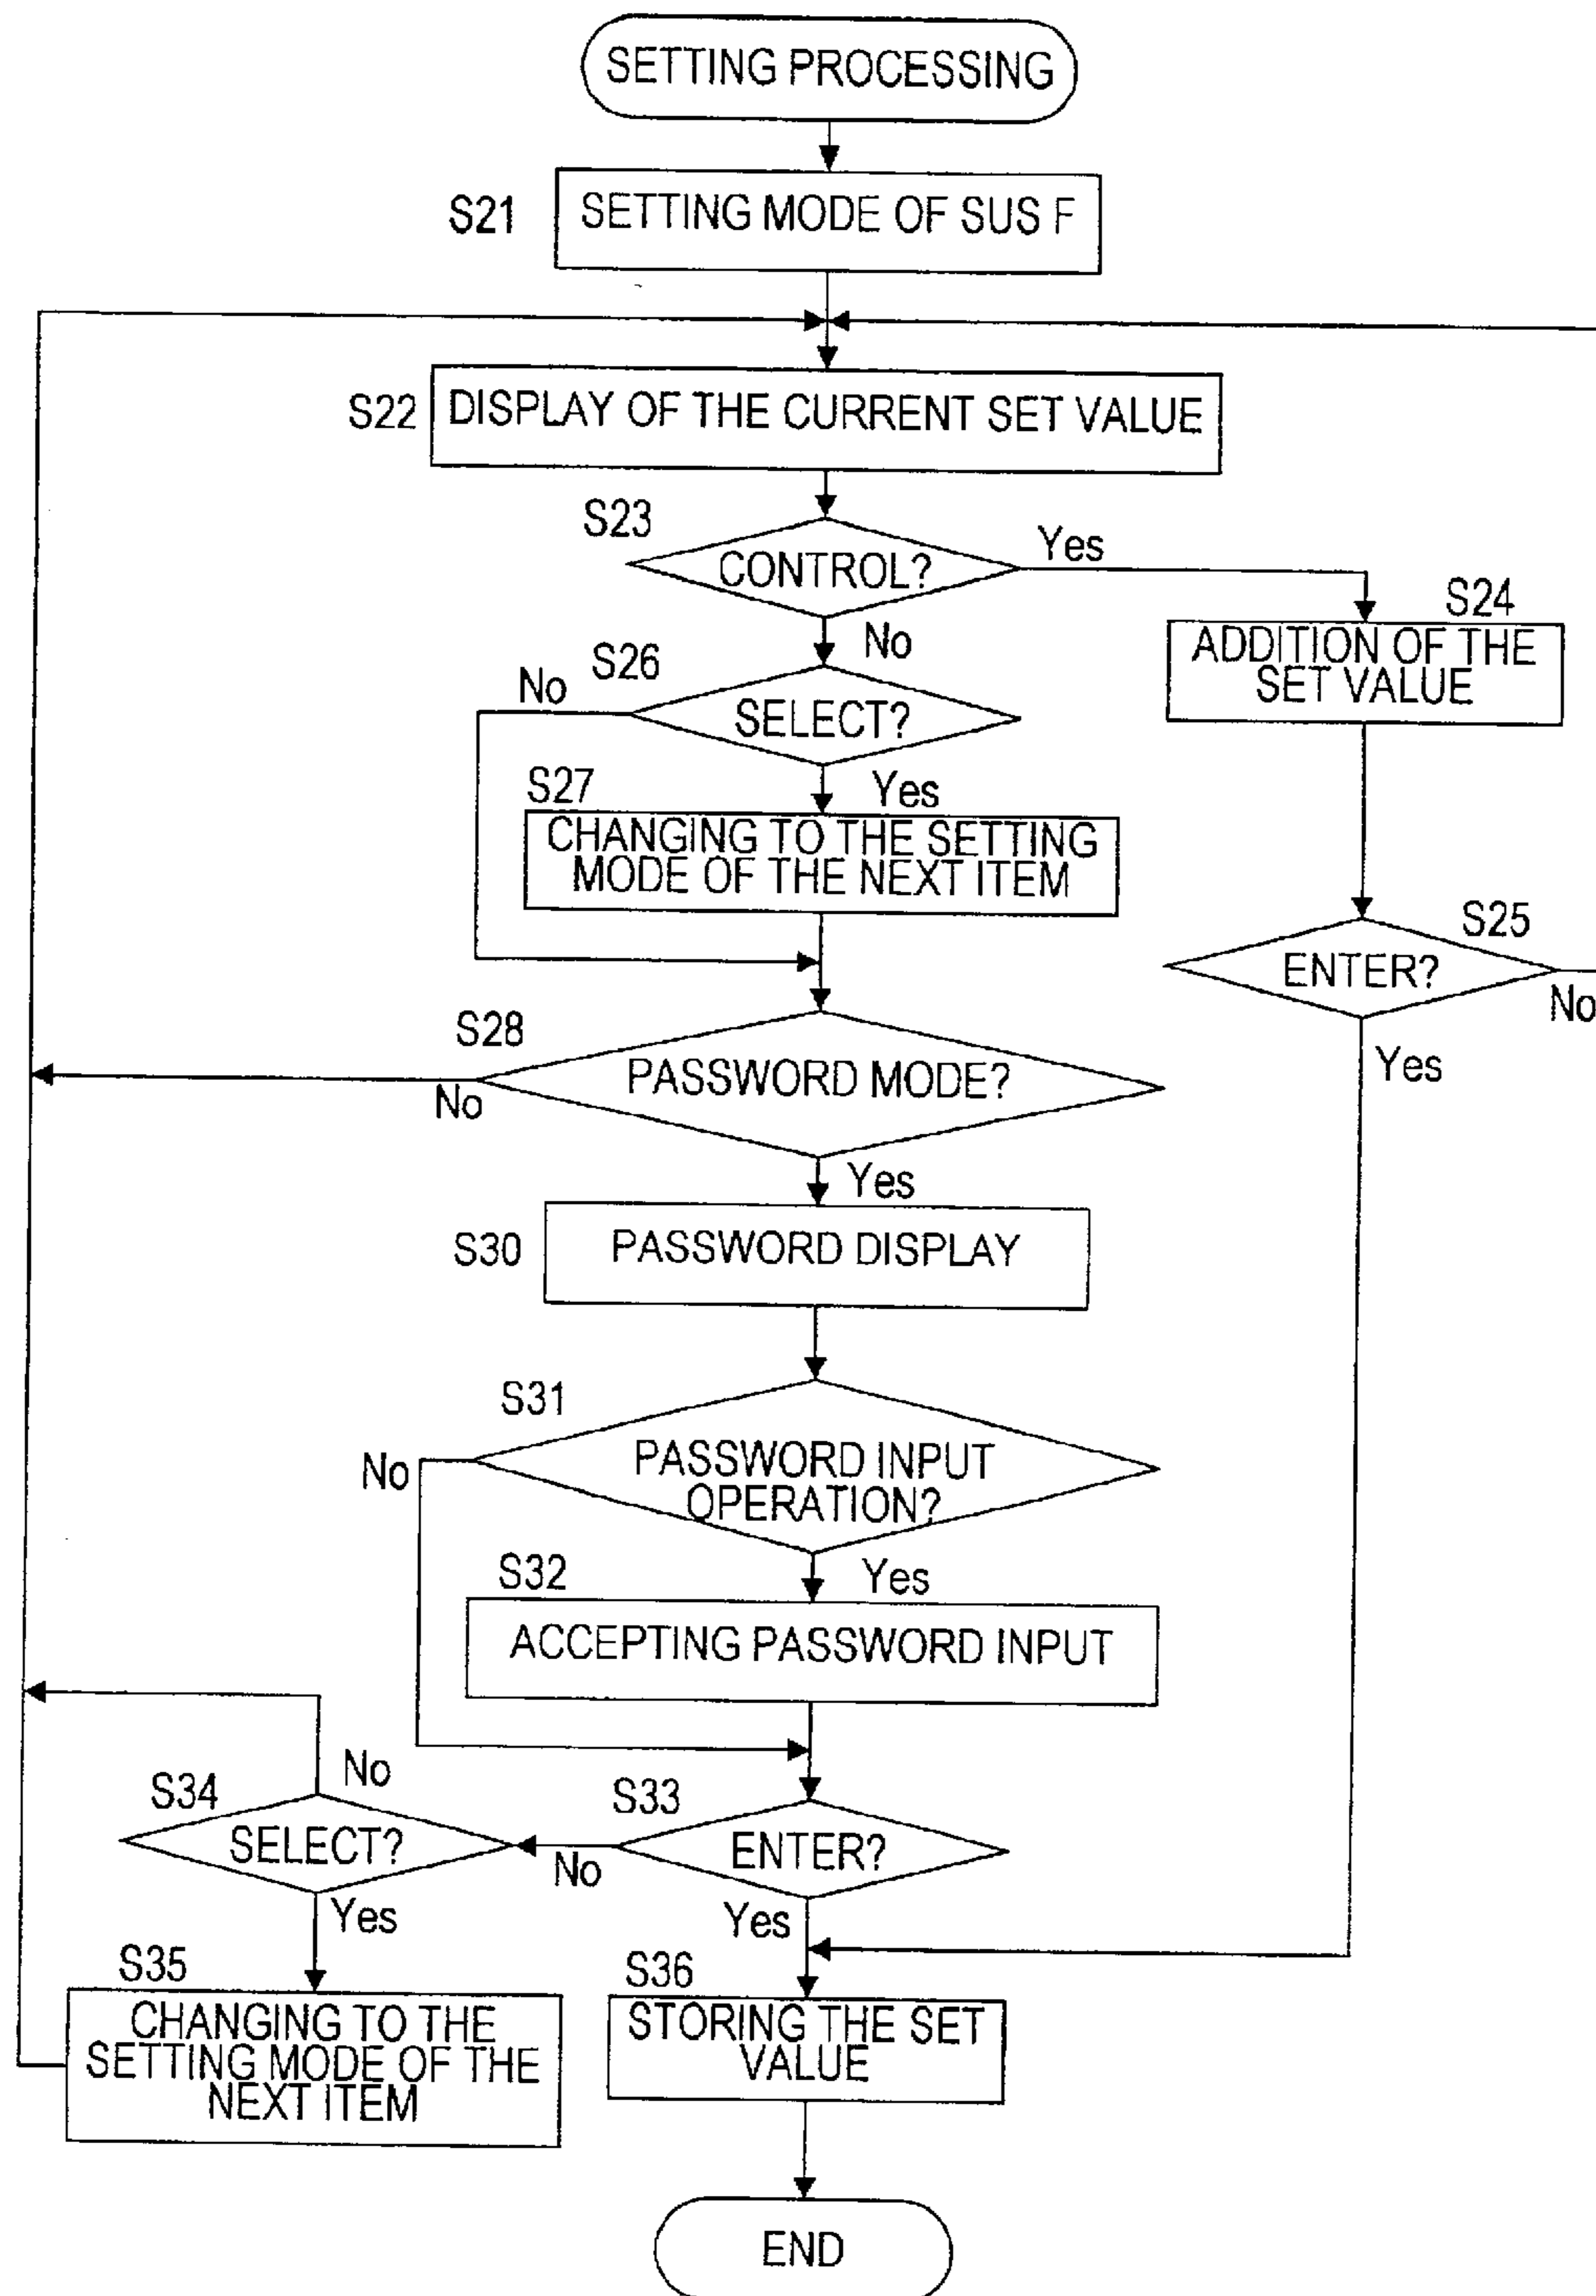 SETTING PROCESSING
S21
SETTING MODE OF SUS F
S22
DISPLAY OF THE CURRENT SET VALUE
S23
CONTROL?
Yes
No
S24
ADDITION OF THE
SET VALUE
S26
No
SELECT?
Yes
S27
CHANGING TO THE SETTING
MODE OF THE NEXT ITEM
S25
ENTER?
No
Yes
S28
PASSWORD MODE?
No
Yes
S30
PASSWORD DISPLAY
S31
No
PASSWORD INPUT
OPERATION?
Yes
S32
ACCEPTING PASSWORD INPUT
S33
ENTER?
No
Yes
S34
No
SELECT?
Yes
S35
CHANGING TO THE
SETTING MODE OF THE
NEXT ITEM
S36
STORING THE SET
VALUE
END